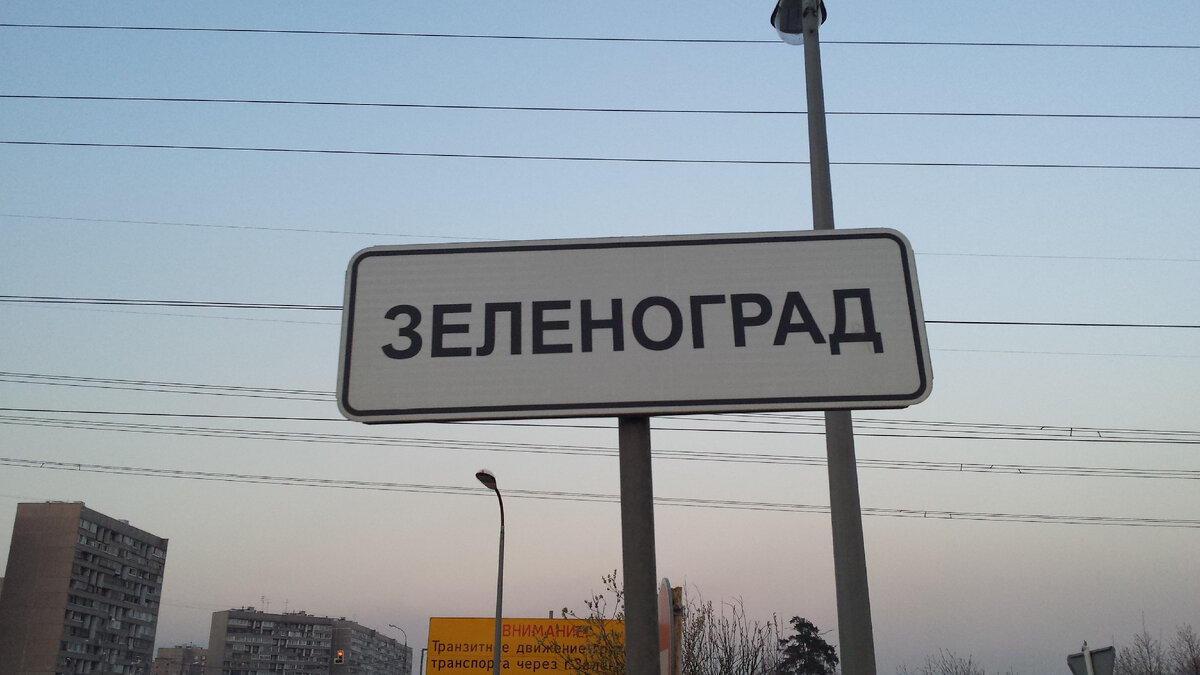 ЗЕЛЕНОГРАД
ВНИМАНИЕ
Транзитное движение
транспорта через г.